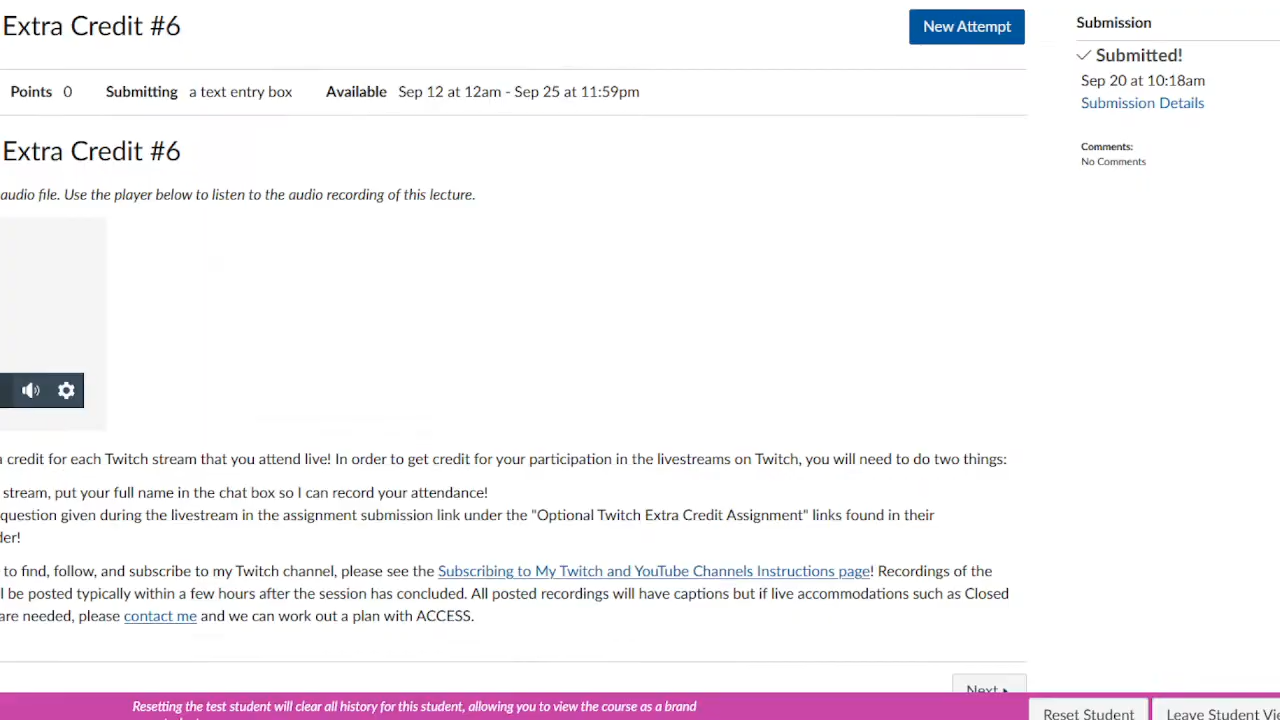 Extra Credit #6
New Attempt
Submission
Submitted!
Sep 20 at 10:18am
Submission Details
Comments:
No Comments
Points 0 Submitting a text entry box Available Sep 12 at 12am - Sep 25 at 11:59pm
Extra Credit #6
audio file. Use the player below to listen to the audio recording of this lecture.
credit for each Twitch stream that you attend live! In order to get credit for your participation in the livestreams on Twitch, you will need to do two things:
stream, put your full name in the chat box so I can record your attendance!
question given during the livestream in the assignment submission link under the "Optional Twitch Extra Credit Assignment" links found in their
der!
to find, follow, and subscribe to my Twitch channel, please see the Subscribing to My Twitch and YouTube Channels Instructions page! Recordings of the
l be posted typically within a few hours after the session has concluded. All posted recordings will have captions but if live accommodations such as Closed
are needed, please contact me and we can work out a plan with ACCESS.
Next
Resetting the test student will clear all history for this student, allowing you to view the course as a brand
Reset Student
Leave Student Vie